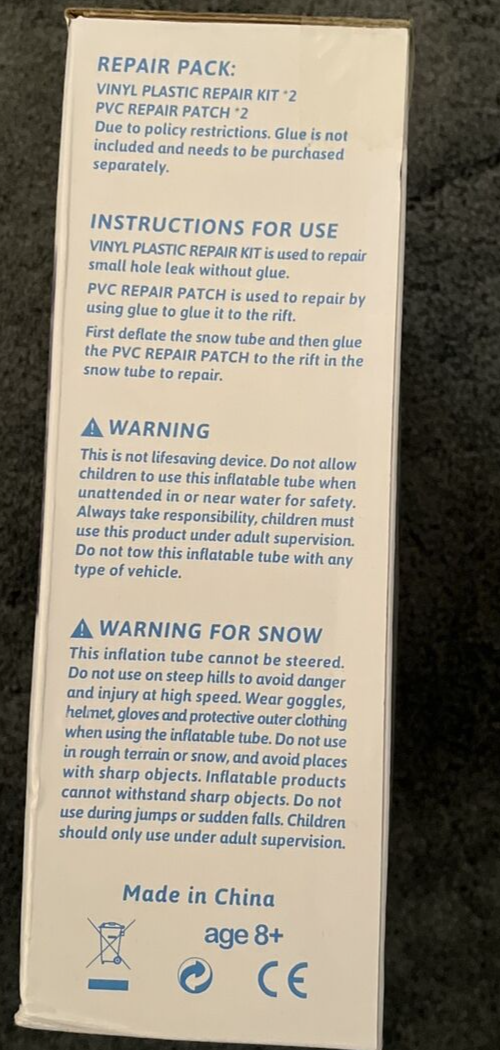 REPAIR PACK:
VINYL PLASTIC REPAIR KIT *2
PVC REPAIR PATCH *2
Due to policy restrictions. Glue is not
included and needs to be purchased
separately.
INSTRUCTIONS FOR USE
VINYL PLASTIC REPAIR KIT is used to repair
small hole leak without glue.
PVC REPAIR PATCH is used to repair by
using glue to glue it to the rift.
First deflate the snow tube and then glue
the PVC REPAIR PATCH to the rift in the
snow tube to repair.
WARNING
This is not lifesaving device. Do not allow
children to use this inflatable tube when
unattended in or near water for safety.
Always take responsibility, children must
use this product under adult supervision.
Do not tow this inflatable tube with any
type of vehicle.
WARNING FOR SNOW
This inflation tube cannot be steered.
Do not use on steep hills to avoid danger
and injury at high speed. Wear goggles,
helmet, gloves and protective outer clothing
when using the inflatable tube. Do not use
in rough terrain or snow, and avoid places
with sharp objects. Inflatable products
cannot withstand sharp objects. Do not
use during jumps or sudden falls. Children
should only use under adult supervision.
Made in China
age 8+
CE